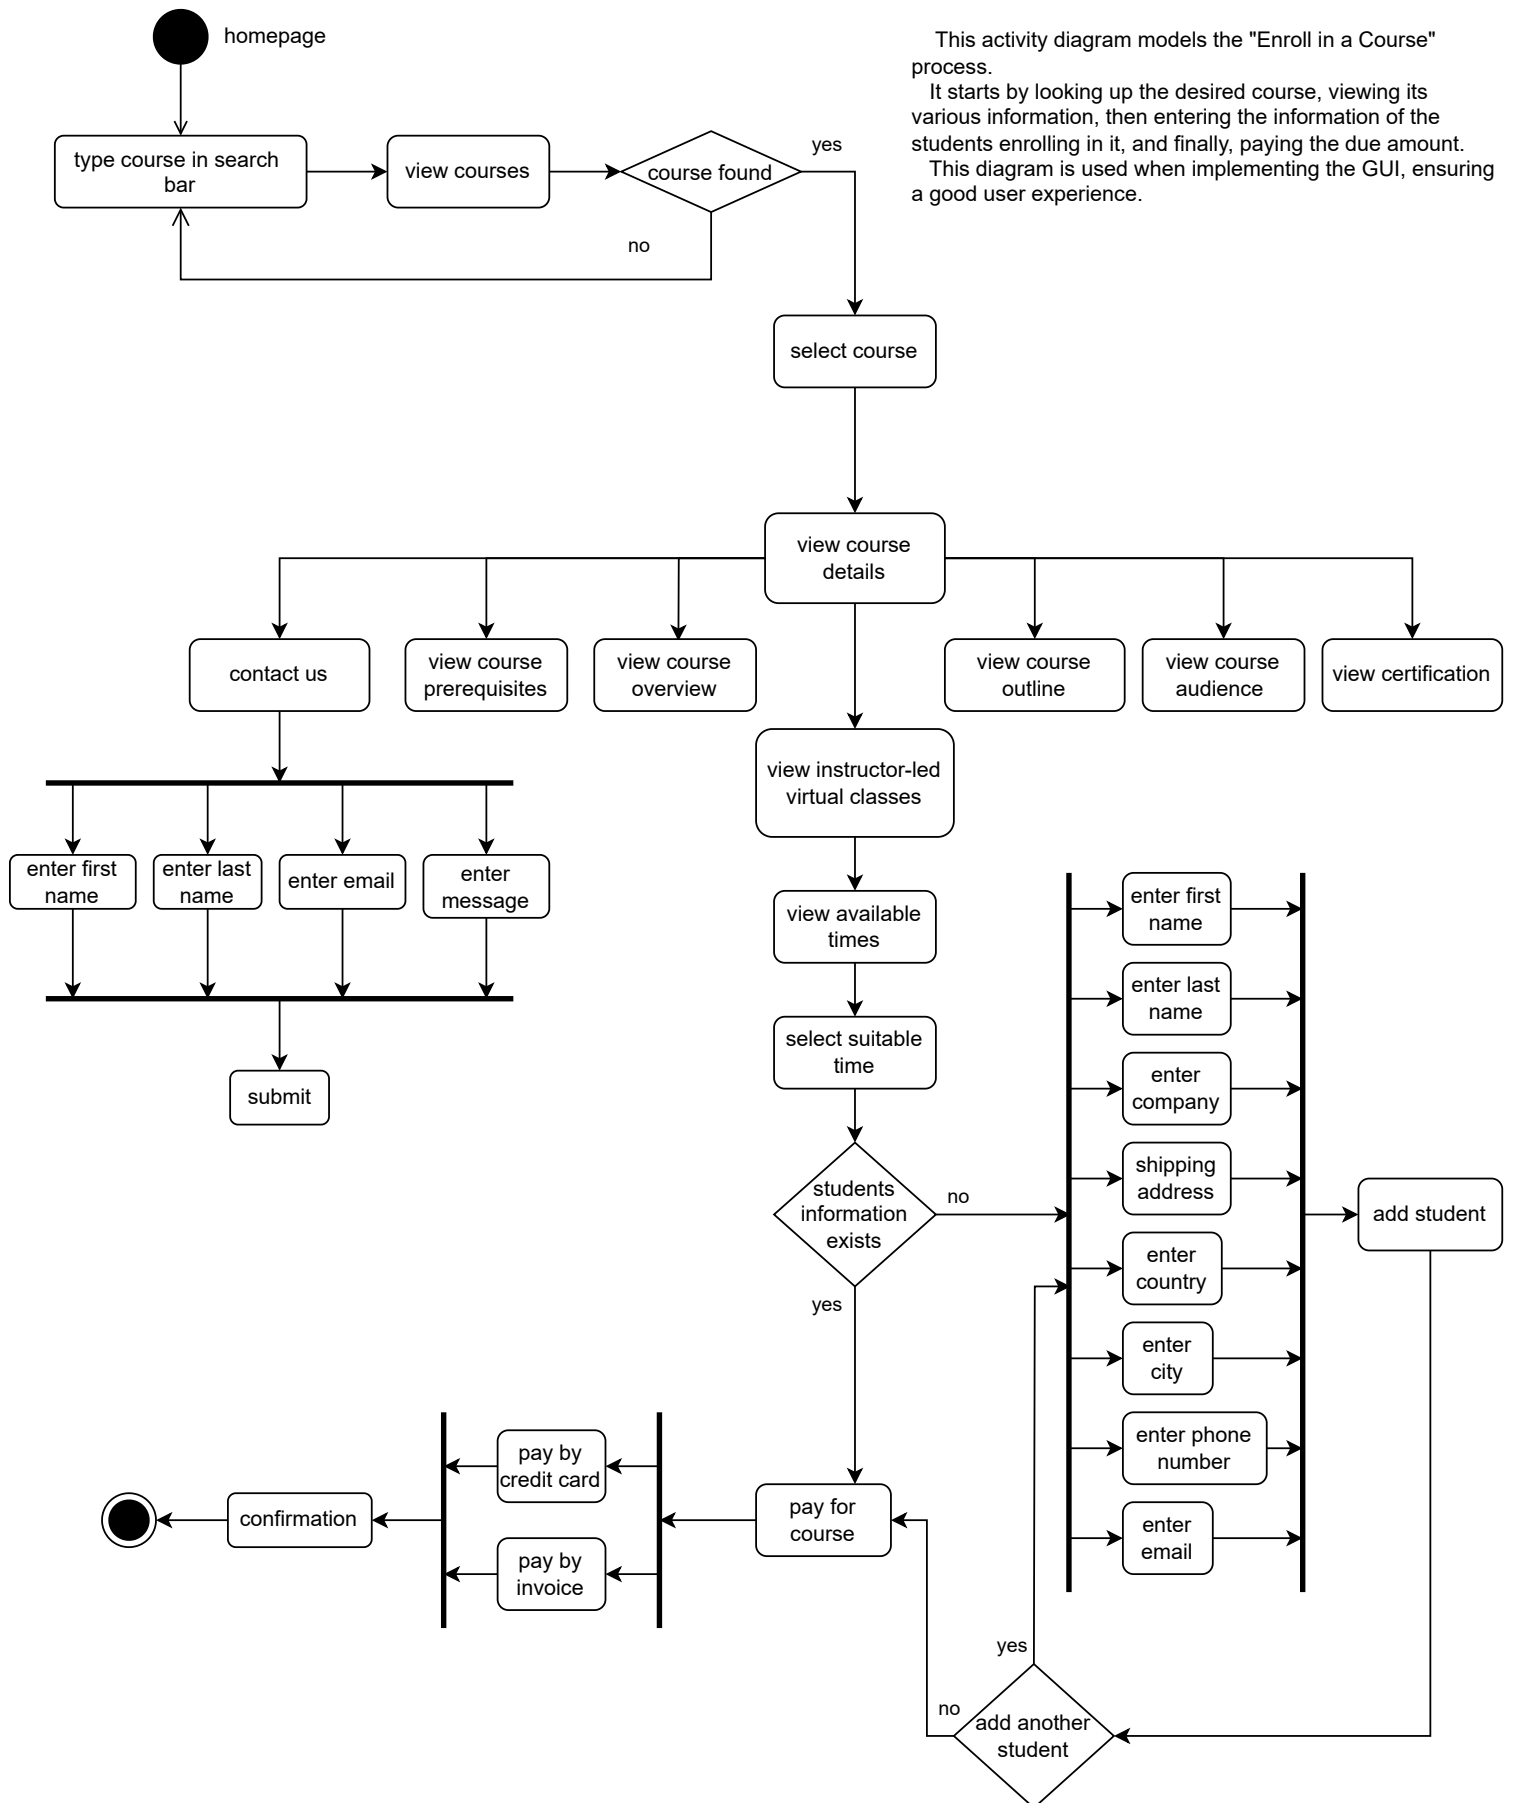 homepage
This activity diagram models the "Enroll in a Course"
process.
It starts by looking up the desired course, viewing its
various information, then entering the information of the
students enrolling in it, and finally, paying the due amount.
This diagram is used when implementing the GUI, ensuring
a good user experience.
type course in search
bar
view courses
course found
yes
no
select course
view course
details
contact us
view course
prerequisites
view course
overview
view course
outline
view course
audience
view certification
view instructor-led
virtual classes
enter first
name
enter last
name
enter email
enter
message
submit
view available
times
select suitable
time
students
information
exists
no
yes
enter first
name
enter last
name
enter
company
shipping
address
enter
country
enter
city
enter phone
number
enter
email
add student
pay for
course
pay by
credit card
pay by
invoice
confirmation
yes
no
add another
student